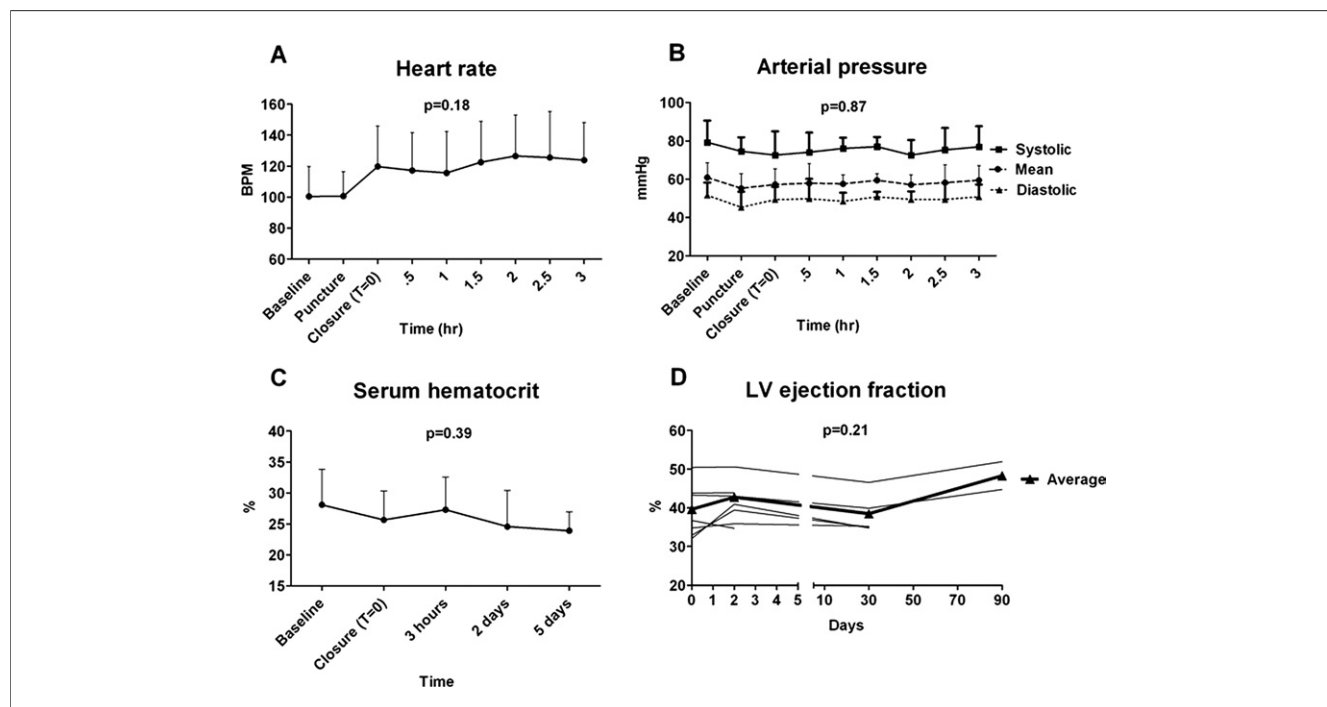 A
Heart rate
p=0.18
BPM
160
140
120
100
80
60
Baseline
Puncture
Closure (T=0)
.5
1
1.5
2
2.5
3
Time (hr)
B
Arterial pressure
p=0.87
mmHg
100
80
60
40
20
Systolic
Mean
Diastolic
Baseline
Puncture
Closure (T=0)
.5
1
1.5
2
2.5
3
Time (hr)
C
Serum hematocrit
p=0.39
%
40
35
30
25
20
15
Baseline
Closure (T=0)
3 hours
2 days
5 days
Time
D
LV ejection fraction
p=0.21
%
60
50
40
30
20
Average
0 1 2 3 4 5 10 30 50 70 90
Days